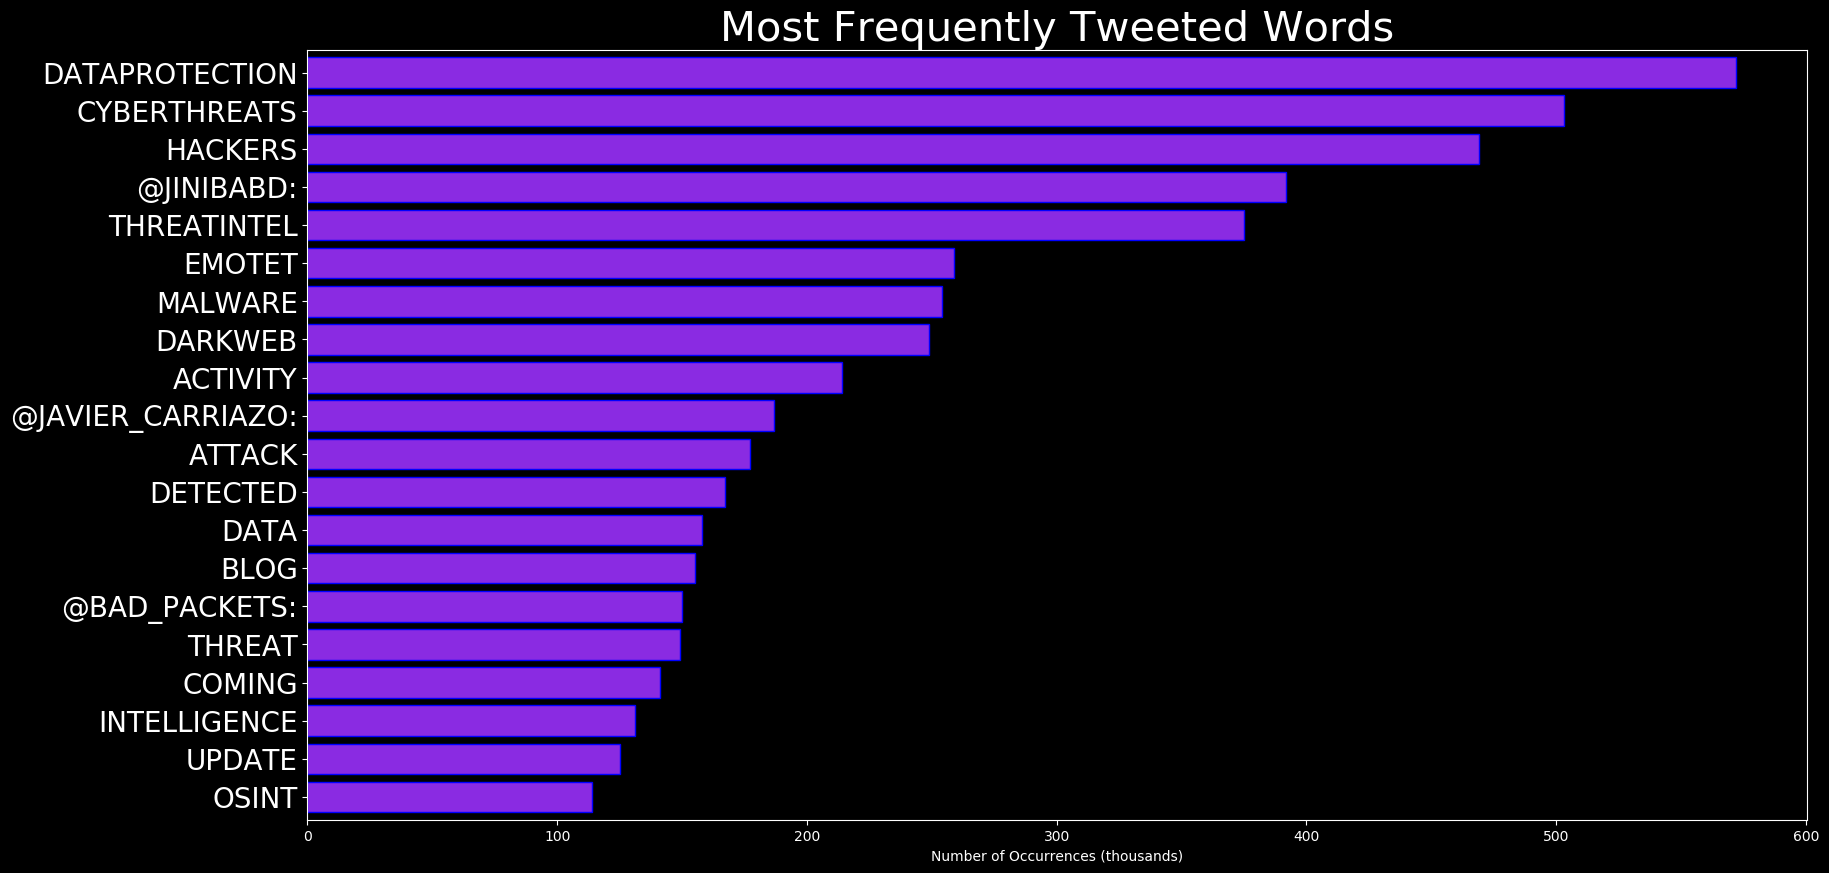 Most Frequently Tweeted Words
DATAPROTECTION
CYBERTHREATS
HACKERS
@JINIBABD:
THREATINTEL
EMOTET
MALWARE
DARKWEB
ACTIVITY
@JAVIER_CARRIAZO:
ATTACK
DETECTED
DATA
BLOG
@BAD_PACKETS:
THREAT
COMING
INTELLIGENCE
UPDATE
OSINT
0 100 200 300 400 500 600
Number of Occurrences (thousands)